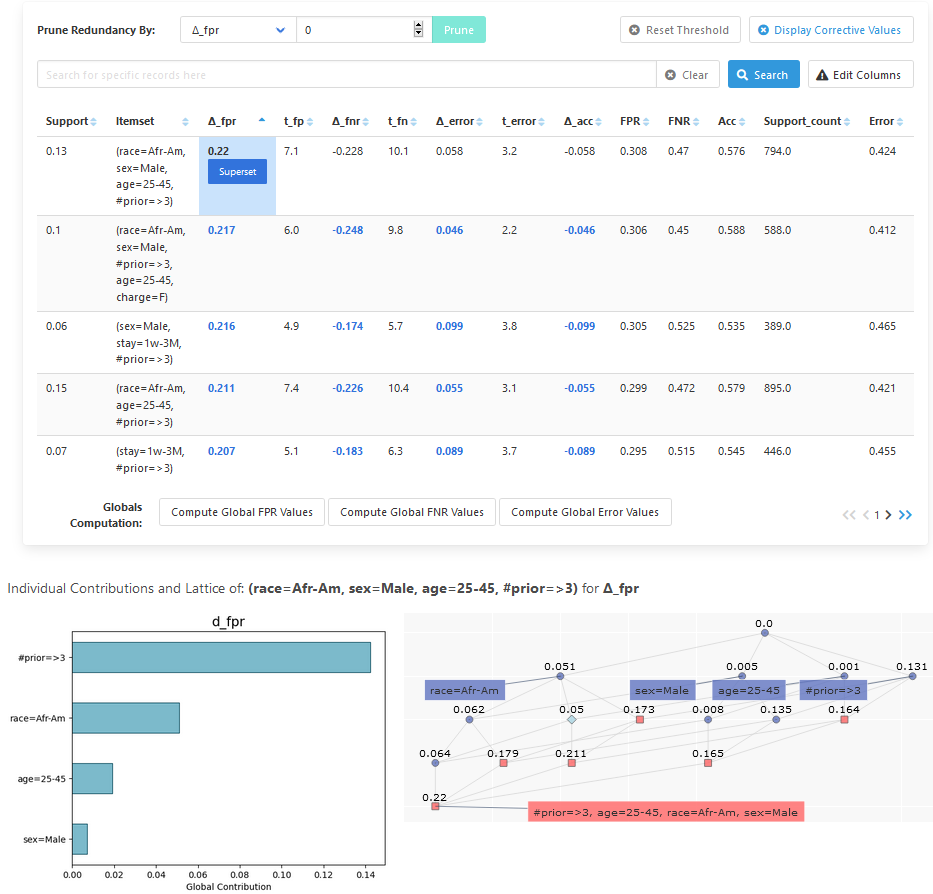 Prune Redundancy By: Δ_fpr 0 Prune Reset Threshold Display Corrective Values
Search for specific records here Clear Search Edit Columns
Support Itemset Δ_fpr t_fp Δ_fnr t_fn Δ_error t_error Δ_acc FPR FNR Acc Support_count Error
0.13 (race=Afr-Am, 0.22 7.1 -0.228 10.1 0.058 3.2 -0.058 0.308 0.47 0.576 794.0 0.424
sex=Male, Superset
age=25-45,
#prior=>3)
0.1 (race=Afr-Am, 0.217 6.0 -0.248 9.8 0.046 2.2 -0.046 0.306 0.45 0.588 588.0 0.412
sex=Male,
#prior=>3,
age=25-45,
charge=F)
0.06 (sex=Male, 0.216 4.9 -0.174 5.7 0.099 3.8 -0.099 0.305 0.525 0.535 389.0 0.465
stay=1w-3M,
#prior=>3)
0.15 (race=Afr-Am, 0.211 7.4 -0.226 10.4 0.055 3.1 -0.055 0.299 0.472 0.579 895.0 0.421
age=25-45,
#prior=>3)
0.07 (stay=1w-3M, 0.207 5.1 -0.183 6.3 0.089 3.7 -0.089 0.295 0.515 0.545 446.0 0.455
#prior=>3)
Globals
Computation:
Compute Global FPR Values Compute Global FNR Values Compute Global Error Values
<< < 1 > >>
Individual Contributions and Lattice of: (race=Afr-Am, sex=Male, age=25-45, #prior=>3) for Δ_fpr
d_fpr
#prior=>3
race=Afr-Am
age=25-45
sex=Male
0.00 0.02 0.04 0.06 0.08 0.10 0.12 0.14
Global Contribution
0.0
0.051 0.005 0.001 0.131
race=Afr-Am sex=Male age=25-45 #prior=>3
0.062 0.05 0.173 0.008 0.135 0.164
0.064 0.179 0.211 0.165
0.22
#prior=>3, age=25-45, race=Afr-Am, sex=Male